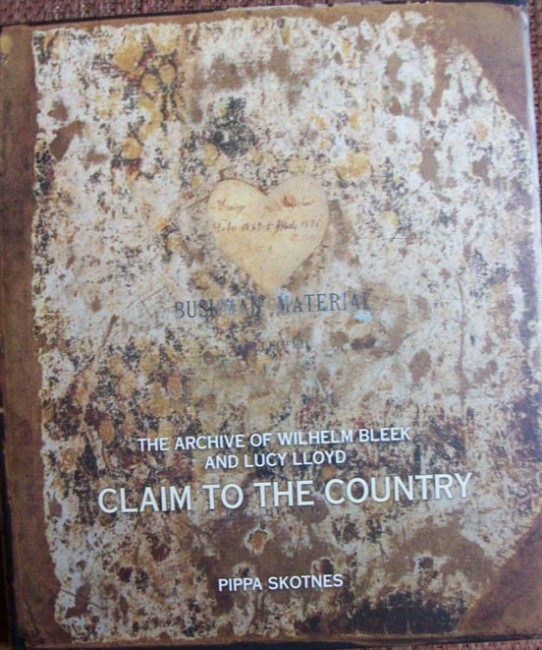 BUSHMAN MATERIAL
THE ARCHIVE OF WILHELM BLEEK
AND LUCY LLOYD
CLAIM TO THE COUNTRY
PIPPA SKOTNES